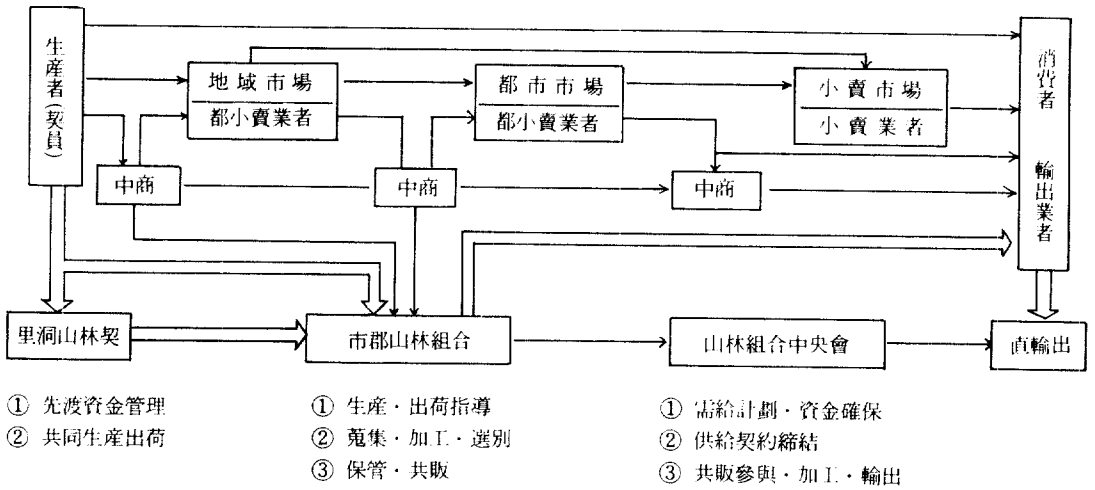 生産者(契員)
地域市場
都小賣業者
都市市場
都小賣業者
小賣市場
小賣業者
消費者 輸出業者
中商
中商
中商
里洞山林契
市郡山林組合
山林組合中央會
直輸出
① 先渡資金管理
② 共同生産出荷
① 生産・出荷指導
② 蒐集・加工・選別
③ 保管・共販
① 需給計劃・資金確保
② 供給契約締結
③ 共販參與・加工・輸出